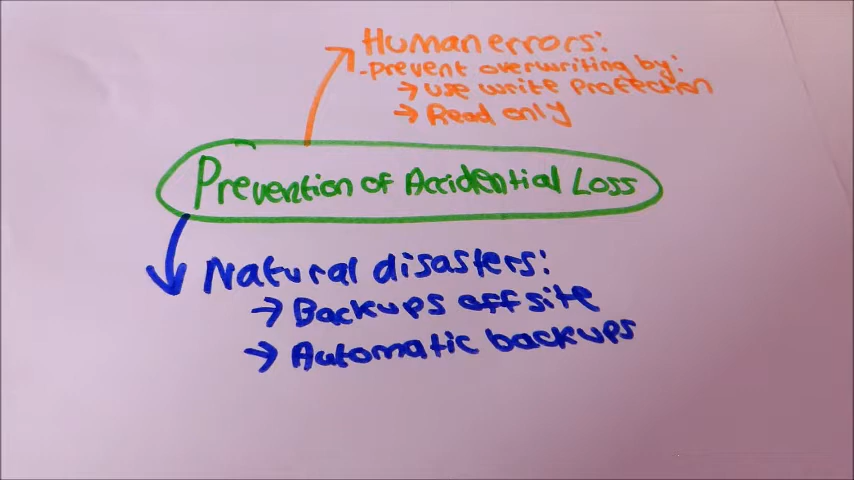 Human errors:
- Prevent overwriting by:
→ Use write protection
→ Read only
Prevention of Accidential Loss
Natural disasters:
→ Backups off site
→ Automatic backups